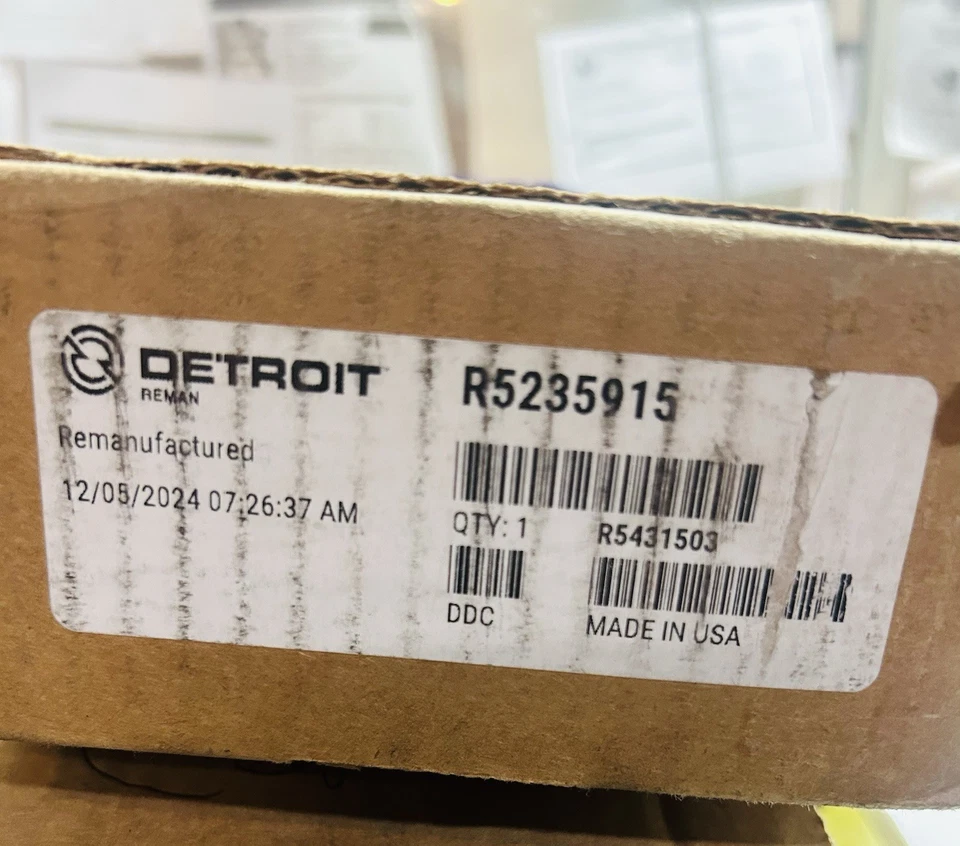 DETROIT
REMAN
Remanufactured
12/05/2024 07:26:37 AM
R5235915
QTY: 1
R5431503
DDC
MADE IN USA